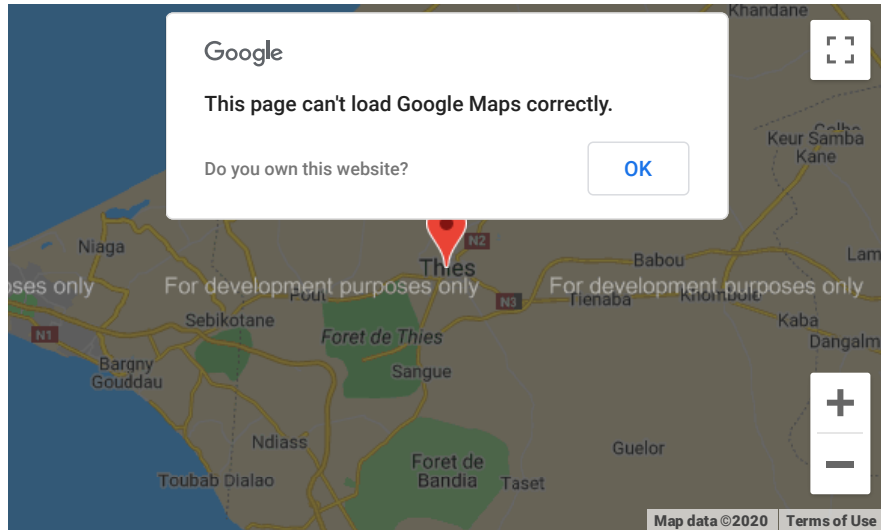 Khandane
Google
This page can't load Google Maps correctly.
Do you own this website?
OK
Keur Samba
Kane
Niaga
N2
Thies
Babou
Lam
oses only
For development purposes only
For development purposes only
Pout
N3
Tienaba
Khombole
Sebikotane
Kaba
N1
Foret de Thies
Dangalm
Bargny
Gouddau
Sangue
Ndiass
Guelor
Foret de
Bandia
Toubab Dialao
Taset
Map data ©2020
Terms of Use